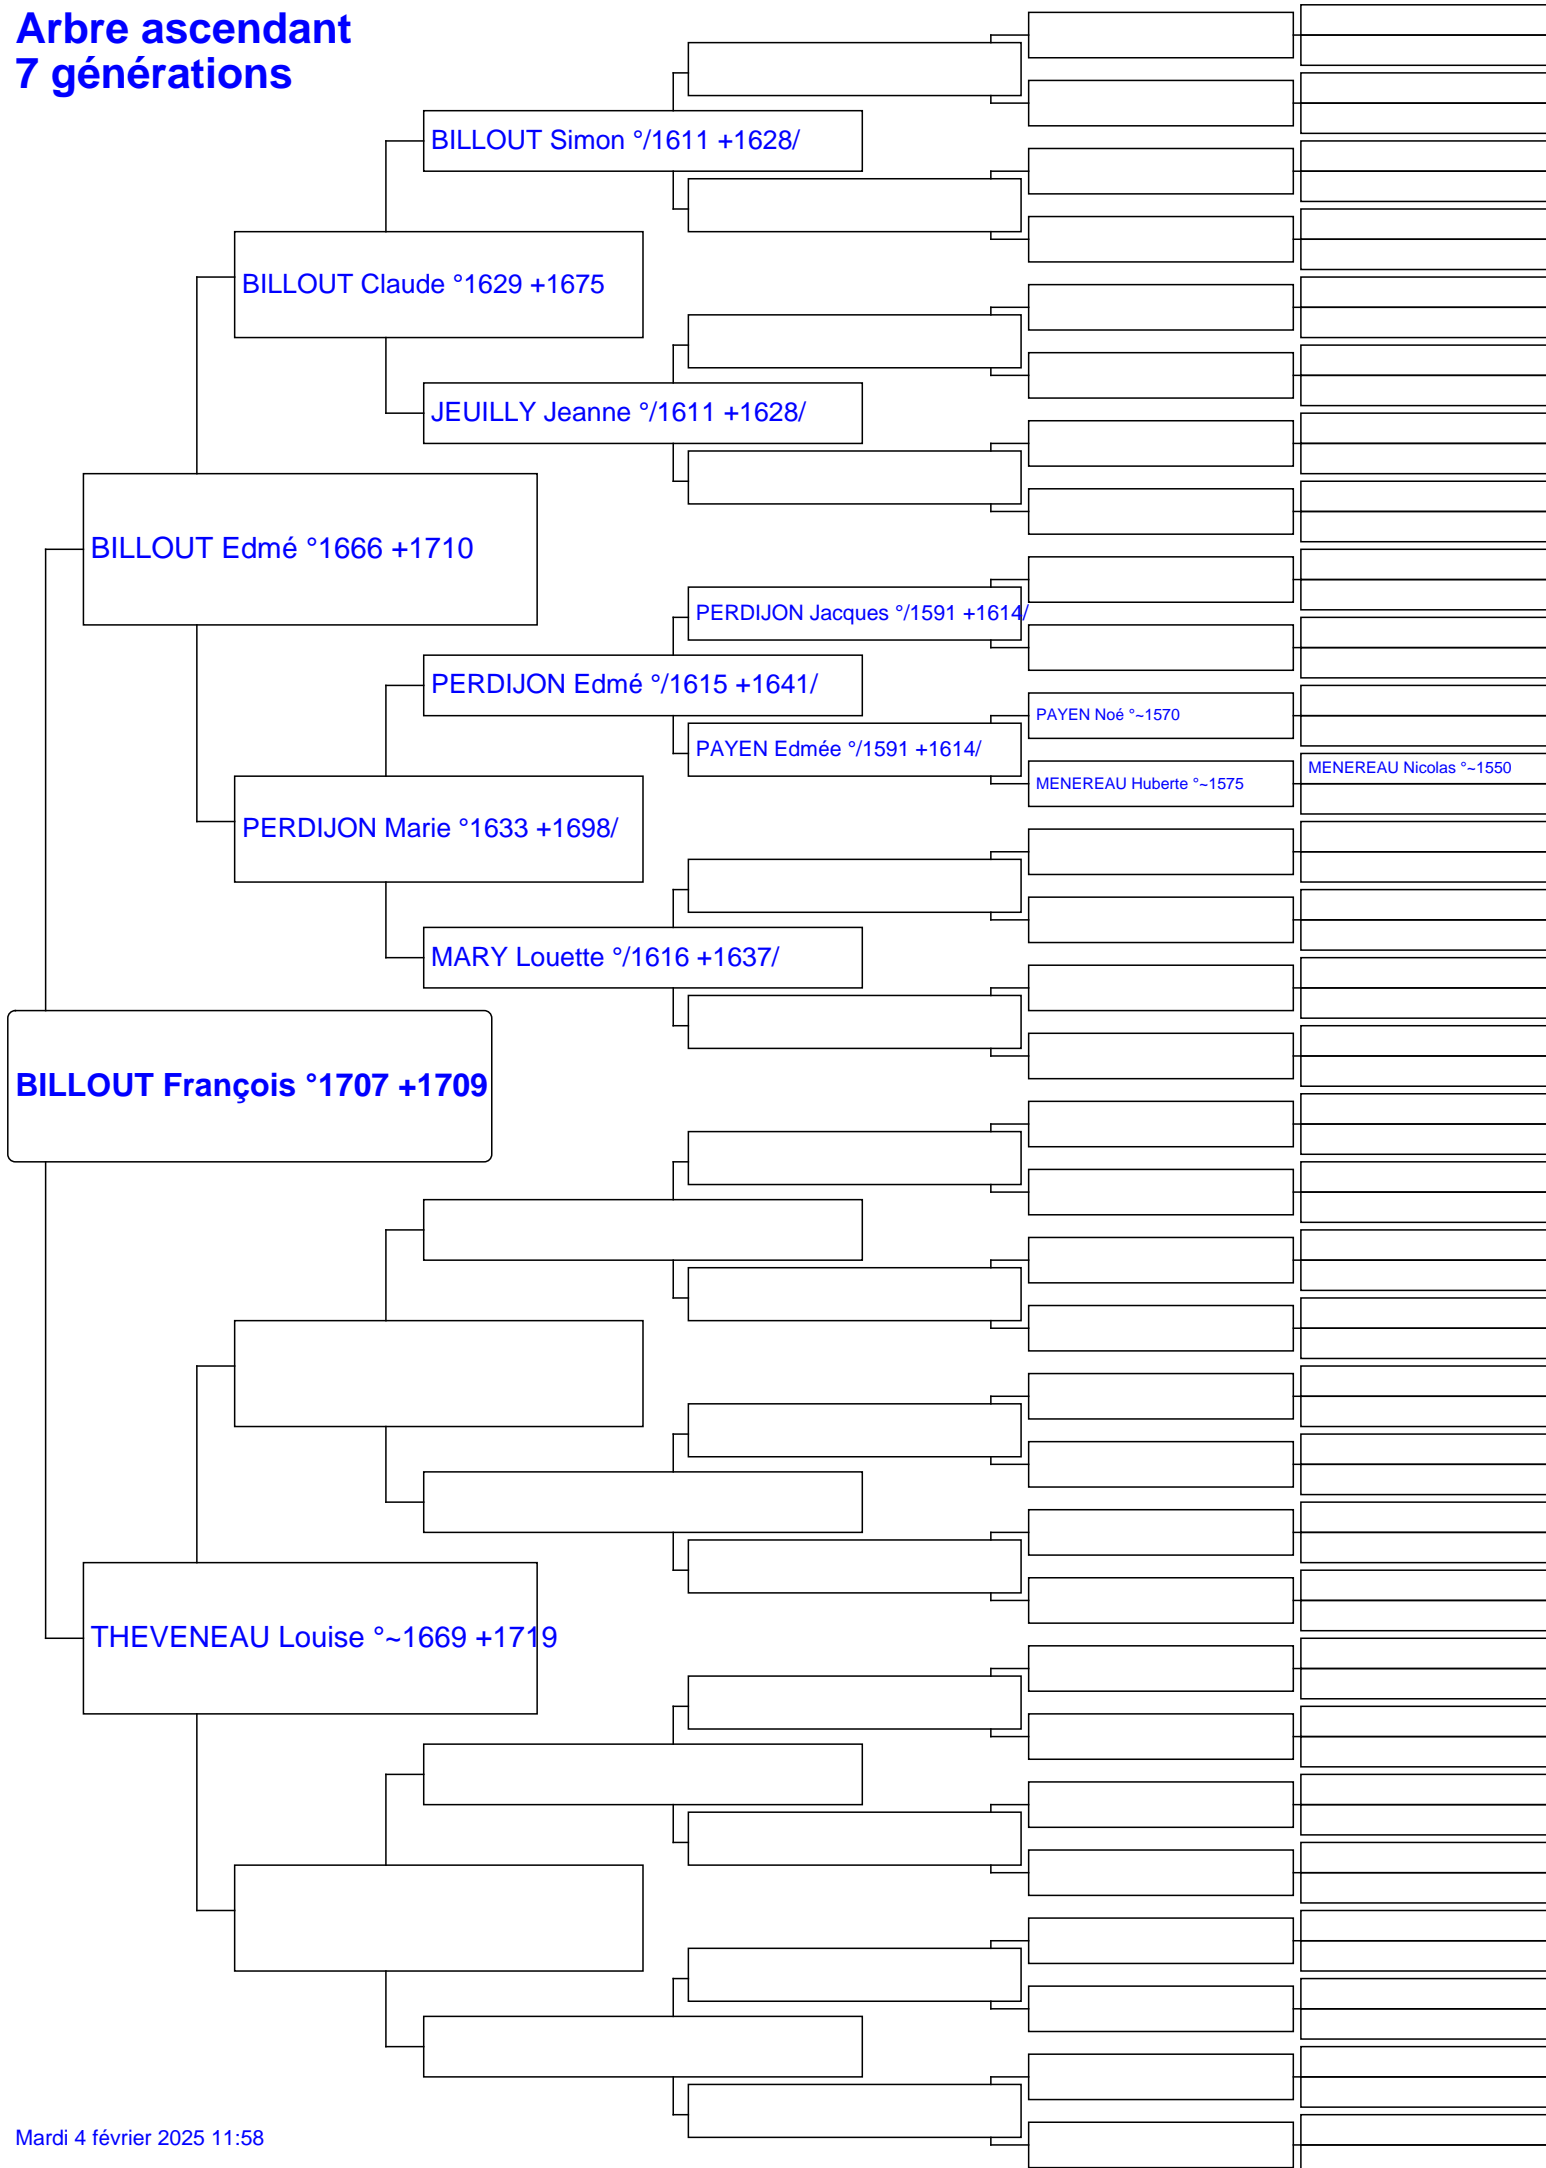 Arbre ascendant
7 générations
BILLOUT Simon °/1611 +1628/
BILLOUT Claude °1629 +1675
JEUILLY Jeanne °/1611 +1628/
BILLOUT Edmé °1666 +1710
PERDIJON Jacques °/1591 +1614/
PERDIJON Edmé °/1615 +1641/
PAYEN Noé °~1570
PAYEN Edmée °/1591 +1614/
MENEREAU Nicolas °~1550
MENEREAU Huberte °~1575
PERDIJON Marie °1633 +1698/
MARY Louette °/1616 +1637/
BILLOUT François °1707 +1709
THEVENEAU Louise °~1669 +1719
Mardi 4 février 2025 11:58